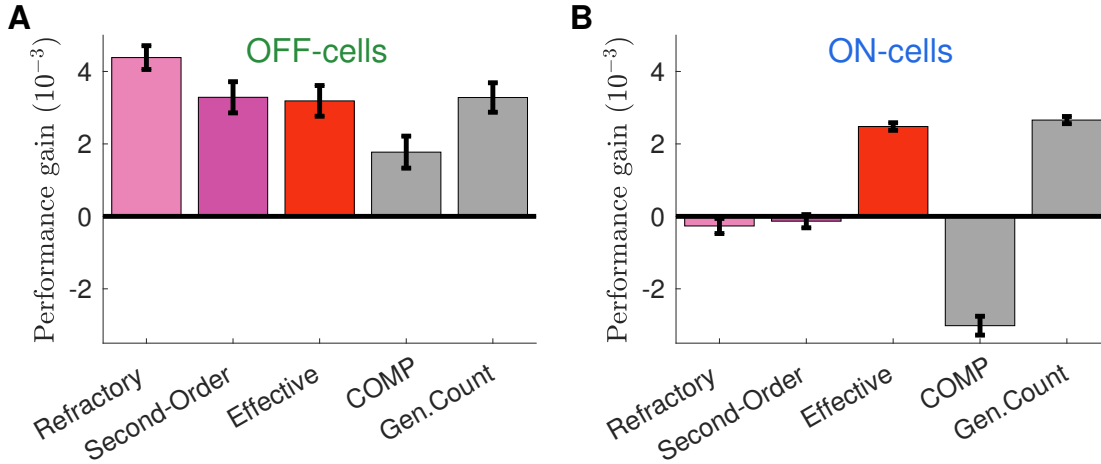 A
OFF-cells
Performance gain (10⁻³)
4
2
0
-2
Refractory
Second-Order
Effective
COMP
Gen.Count
B
ON-cells
Performance gain (10⁻³)
4
2
0
-2
Refractory
Second-Order
Effective
COMP
Gen.Count